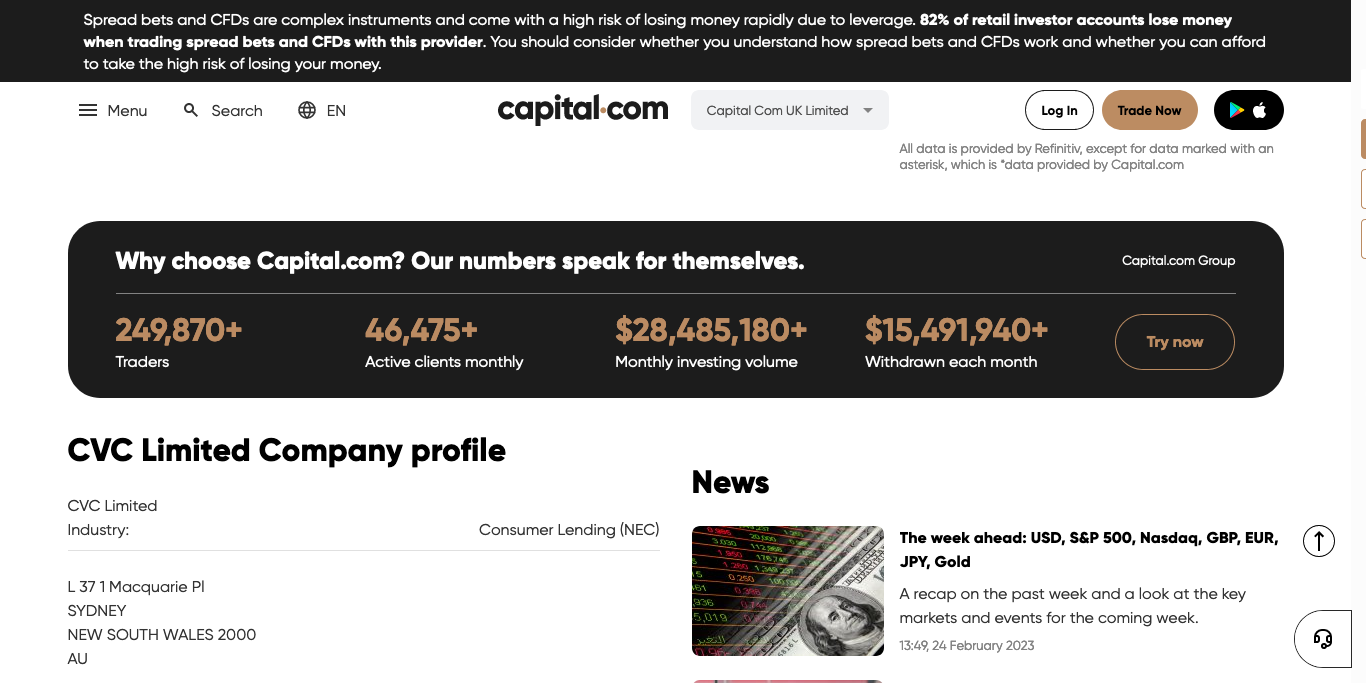 Spread bets and CFDs are complex instruments and come with a high risk of losing money rapidly due to leverage. 82% of retail investor accounts lose money
when trading spread bets and CFDs with this provider. You should consider whether you understand how spread bets and CFDs work and whether you can afford
to take the high risk of losing your money.
Menu
Search
EN
capital.com
Capital Com UK Limited
Log In
Trade Now
All data is provided by Refinitiv, except for data marked with an
asterisk, which is *data provided by Capital.com
Why choose Capital.com? Our numbers speak for themselves.
Capital.com Group
249,870+
Traders
46,475+
Active clients monthly
$28,485,180+
Monthly investing volume
$15,491,940+
Withdrawn each month
Try now
CVC Limited Company profile
CVC Limited
Industry: Consumer Lending (NEC)
L 37 1 Macquarie Pl
SYDNEY
NEW SOUTH WALES 2000
AU
News
The week ahead: USD, S&P 500, Nasdaq, GBP, EUR,
JPY, Gold
A recap on the past week and a look at the key
markets and events for the coming week.
13:49, 24 February 2023